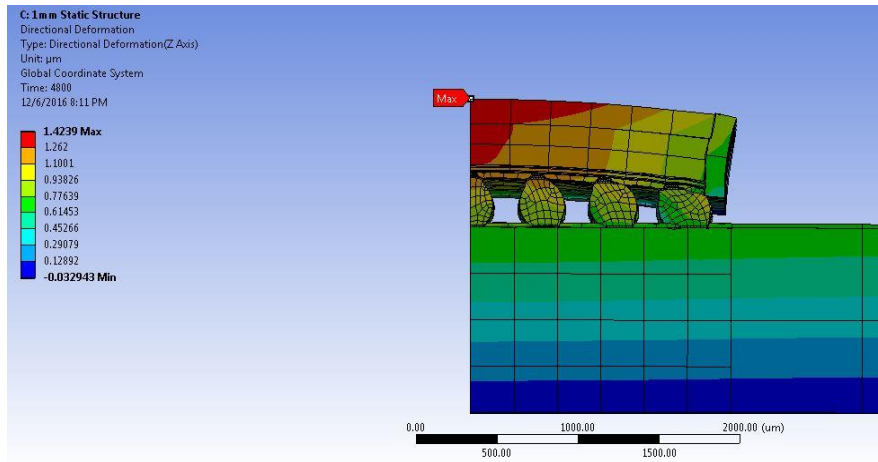 C: 1mm Static Structure
Directional Deformation
Type: Directional Deformation(Z Axis)
Unit: µm
Global Coordinate System
Time: 4800
12/6/2016 8:11 PM
1.4239 Max
1.262
1.1001
0.93826
0.77639
0.61453
0.45266
0.29079
0.12892
-0.032943 Min
Max
0.00 1000.00 2000.00 (um)
500.00 1500.00